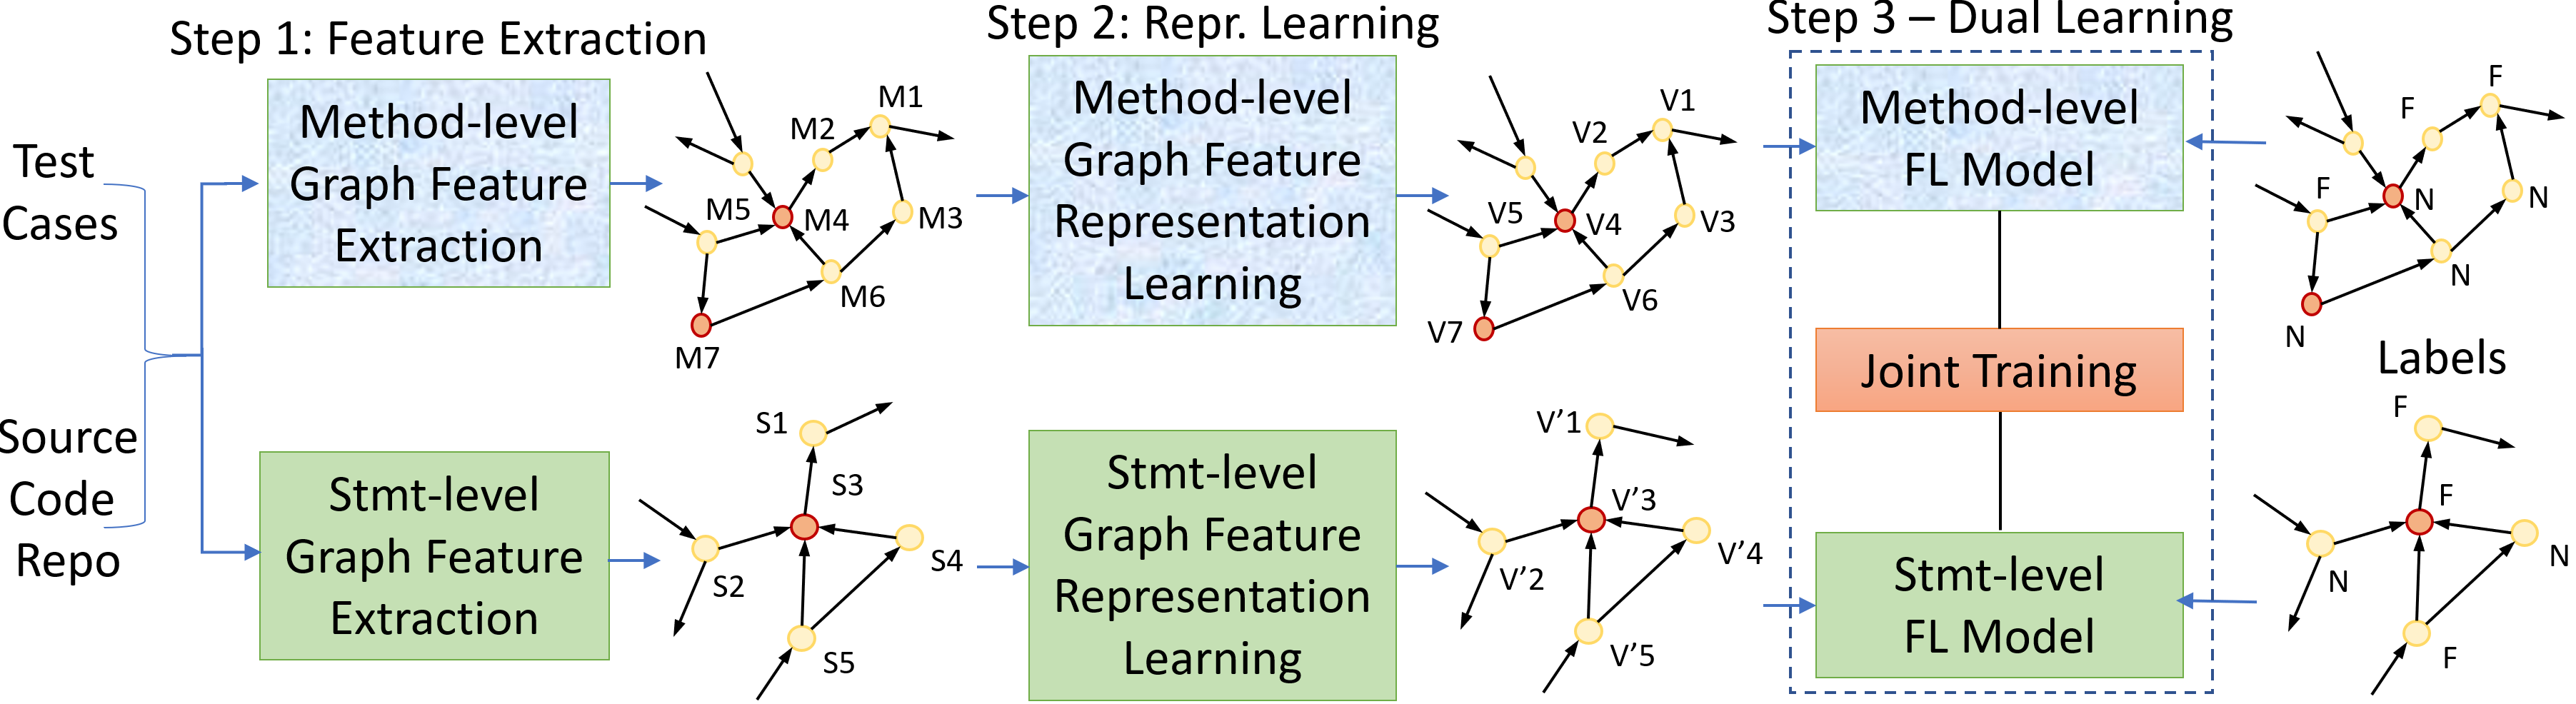 Step 1: Feature Extraction
Step 2: Repr. Learning
Step 3 – Dual Learning
Test
Cases
Source
Code
Repo
Method-level
Graph Feature
Extraction
M1
M2
M3
M4
M5
M6
M7
Method-level
Graph Feature
Representation
Learning
V1
V2
V3
V4
V5
V6
V7
Method-level
FL Model
Joint Training
F
F
F
N
N
N
N
Labels
Stmt-level
Graph Feature
Extraction
S1
S3
S4
S2
S5
Stmt-level
Graph Feature
Representation
Learning
V’1
V’3
V’4
V’2
V’5
Stmt-level
FL Model
F
F
N
N
F